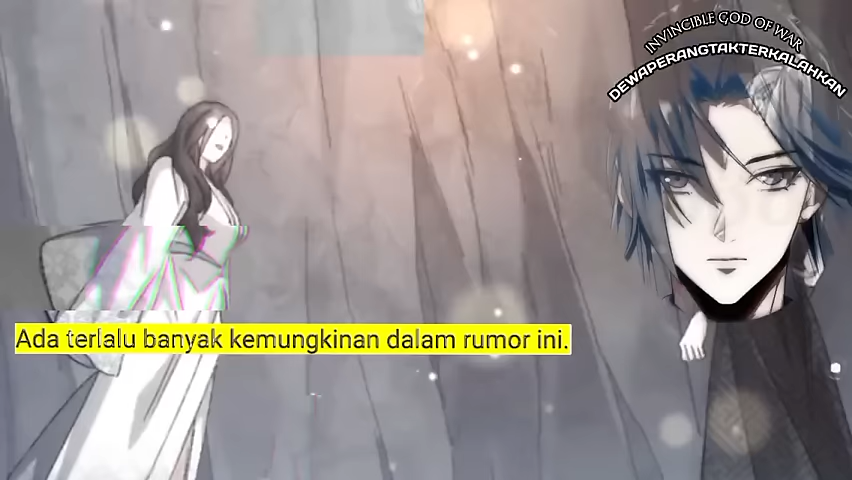 INVINCIBLE GOD OF WAR
DEWAPERANGTAKTERKALAHKAN
Ada terlalu banyak kemungkinan dalam rumor ini.